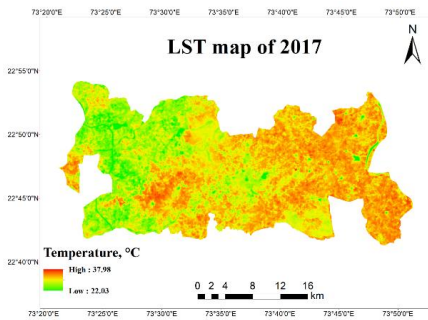 73°20'0"E 73°25'0"E 73°30'0"E 73°35'0"E 73°40'0"E 73°45'0"E 73°50'0"E
LST map of 2017
N
22°55'0"N
22°50'0"N
22°45'0"N
22°40'0"N
Temperature, °C
High : 37,98
Low : 22,03
0 2 4 8 12 16
km
73°20'0"E 73°25'0"E 73°30'0"E 73°35'0"E 73°40'0"E 73°45'0"E 73°50'0"E